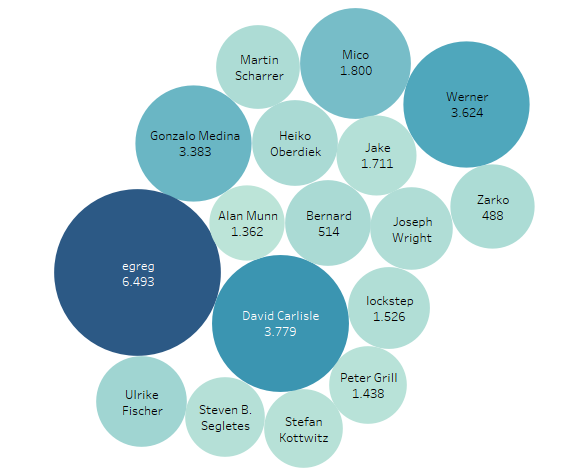 Martin
Scharrer
Mico
1.800
Werner
3.624
Gonzalo Medina
3.383
Heiko
Oberdiek
Jake
1.711
Zarko
488
Alan Munn
1.362
Bernard
514
Joseph
Wright
egreg
6.493
David Carlisle
3.779
lockstep
1.526
Peter Grill
1.438
Ulrike
Fischer
Steven B.
Segletes
Stefan
Kottwitz